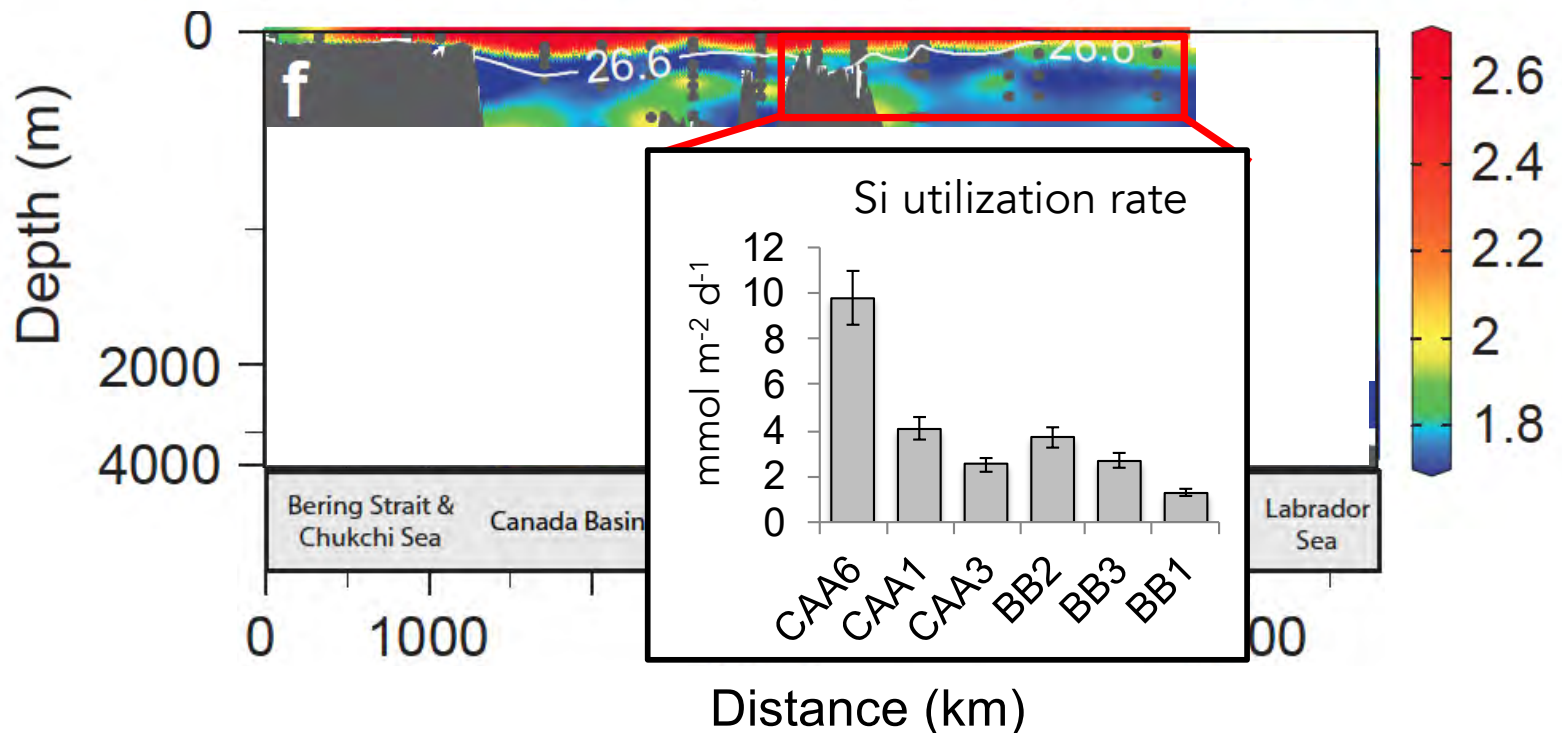 0
f
26.6
26.6
2.6
2.4
2.2
2
1.8
Depth (m)
2000
4000
Si utilization rate
mmol m-2 d-1
12
10
8
6
4
2
0
CAA6
CAA1
CAA3
BB2
BB3
BB1
Bering Strait &
Chukchi Sea
Canada Basin
Labrador
Sea
0
1000
00
Distance (km)